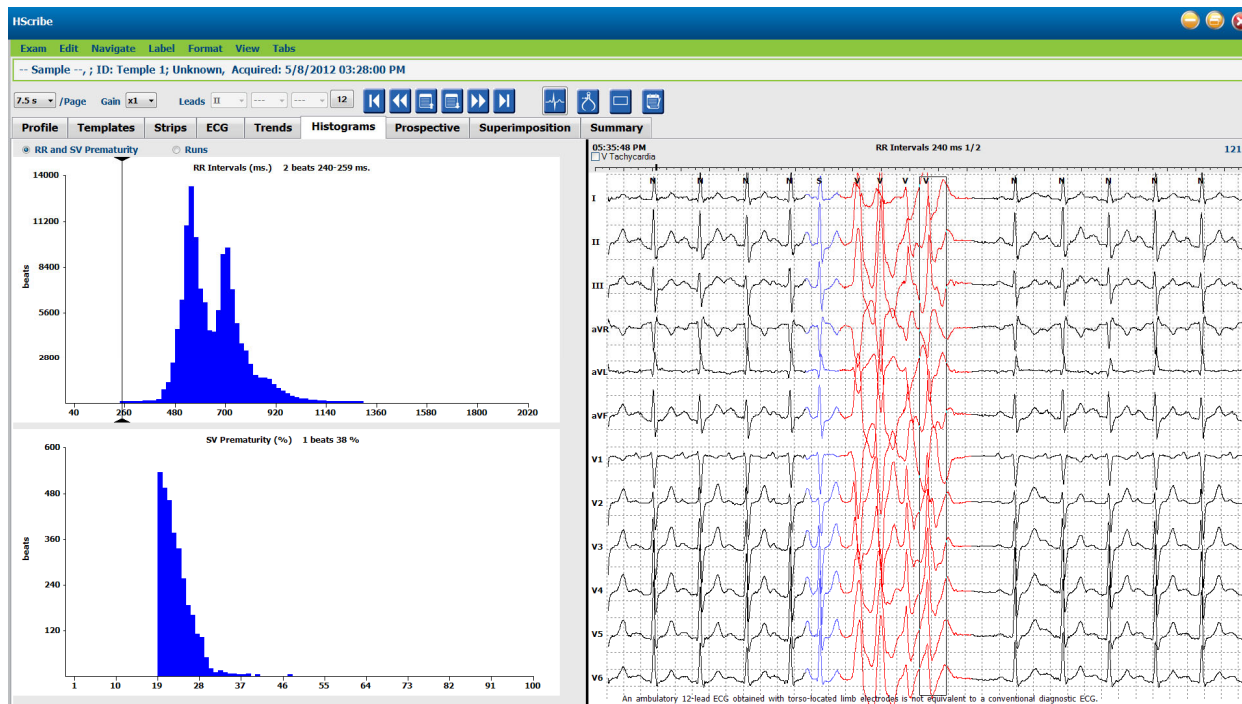 HScribe
Exam Edit Navigate Label Format View Tabs
-- Sample --, ; ID: Temple 1; Unknown, Acquired: 5/8/2012 03:28:00 PM
7.5 s /Page Gain x1 Leads II --- --- 12
Profile Templates Strips ECG Trends Histograms Prospective Superimposition Summary
RR and SV Prematurity Runs
RR Intervals (ms.) 2 beats 240-259 ms.
14000
11200
8400
5600
2800
beats
40 260 480 700 920 1140 1360 1580 1800 2020
SV Prematurity (%) 1 beats 38 %
600
480
360
240
120
beats
1 10 19 28 37 46 55 64 73 82 91 100
05:35:48 PM RR Intervals 240 ms 1/2 121
V Tachycardia
N N N N S V V V V N N N N N
I
II
III
aVR
aVL
aVF
V1
V2
V3
V4
V5
V6
An ambulatory 12-lead ECG obtained with torso-located limb electrodes is not equivalent to a conventional diagnostic ECG.